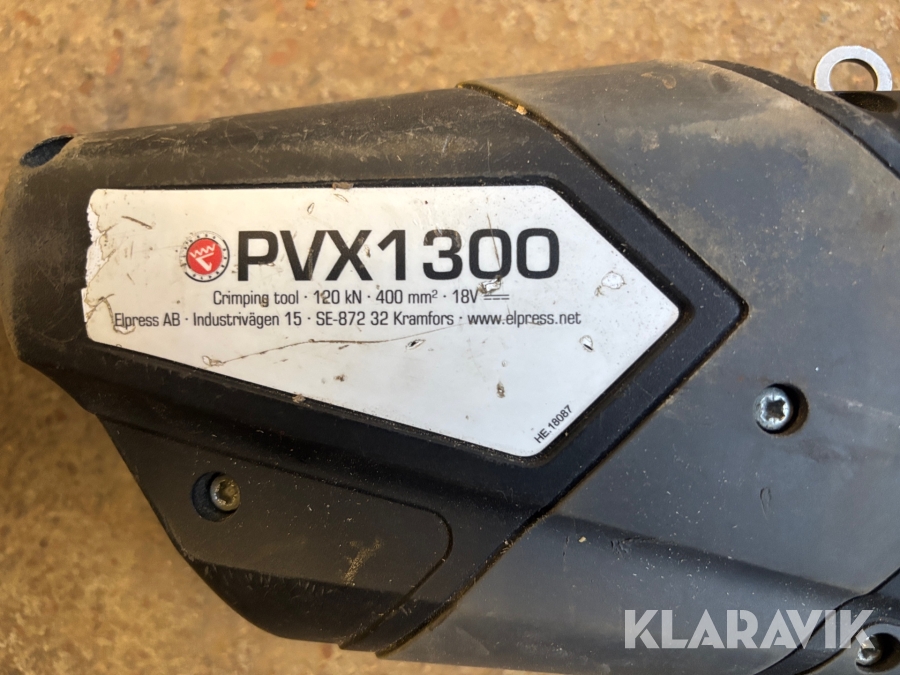 PVX1300
Crimping tool · 120 kN · 400 mm² · 18V
Elpress AB · Industrivägen 15 · SE-872 32 Kramfors · www.elpress.net
HE.18087
KLARAVIK